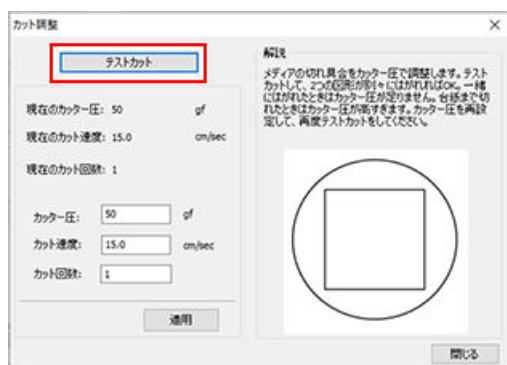 カット調整
テストカット
現在のカッター圧: 50 gf
現在のカット速度: 15.0 cm/sec
現在のカット回数: 1
カッター圧: 50 gf
カット速度: 15.0 cm/sec
カット回数: 1
適用
解説
メディアの切れ具合をカッター圧で調整します。テスト
カットして、2つの図形が別々にはがれればOK。一緒
にはがれたときはカッター圧が足りません。台紙まで切
れたときはカッター圧が高すぎます。カッター圧を再設
定して、再度テストカットをしてください。
閉じる